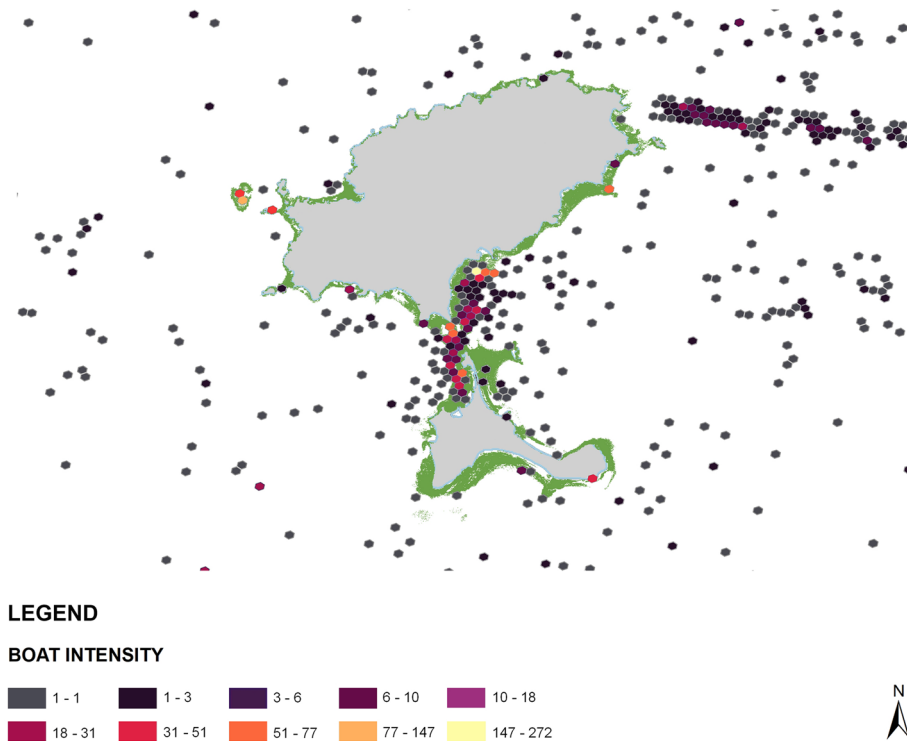 LEGEND
BOAT INTENSITY
1 - 1 1 - 3 3 - 6 6 - 10 10 - 18
18 - 31 31 - 51 51 - 77 77 - 147 147 - 272
N